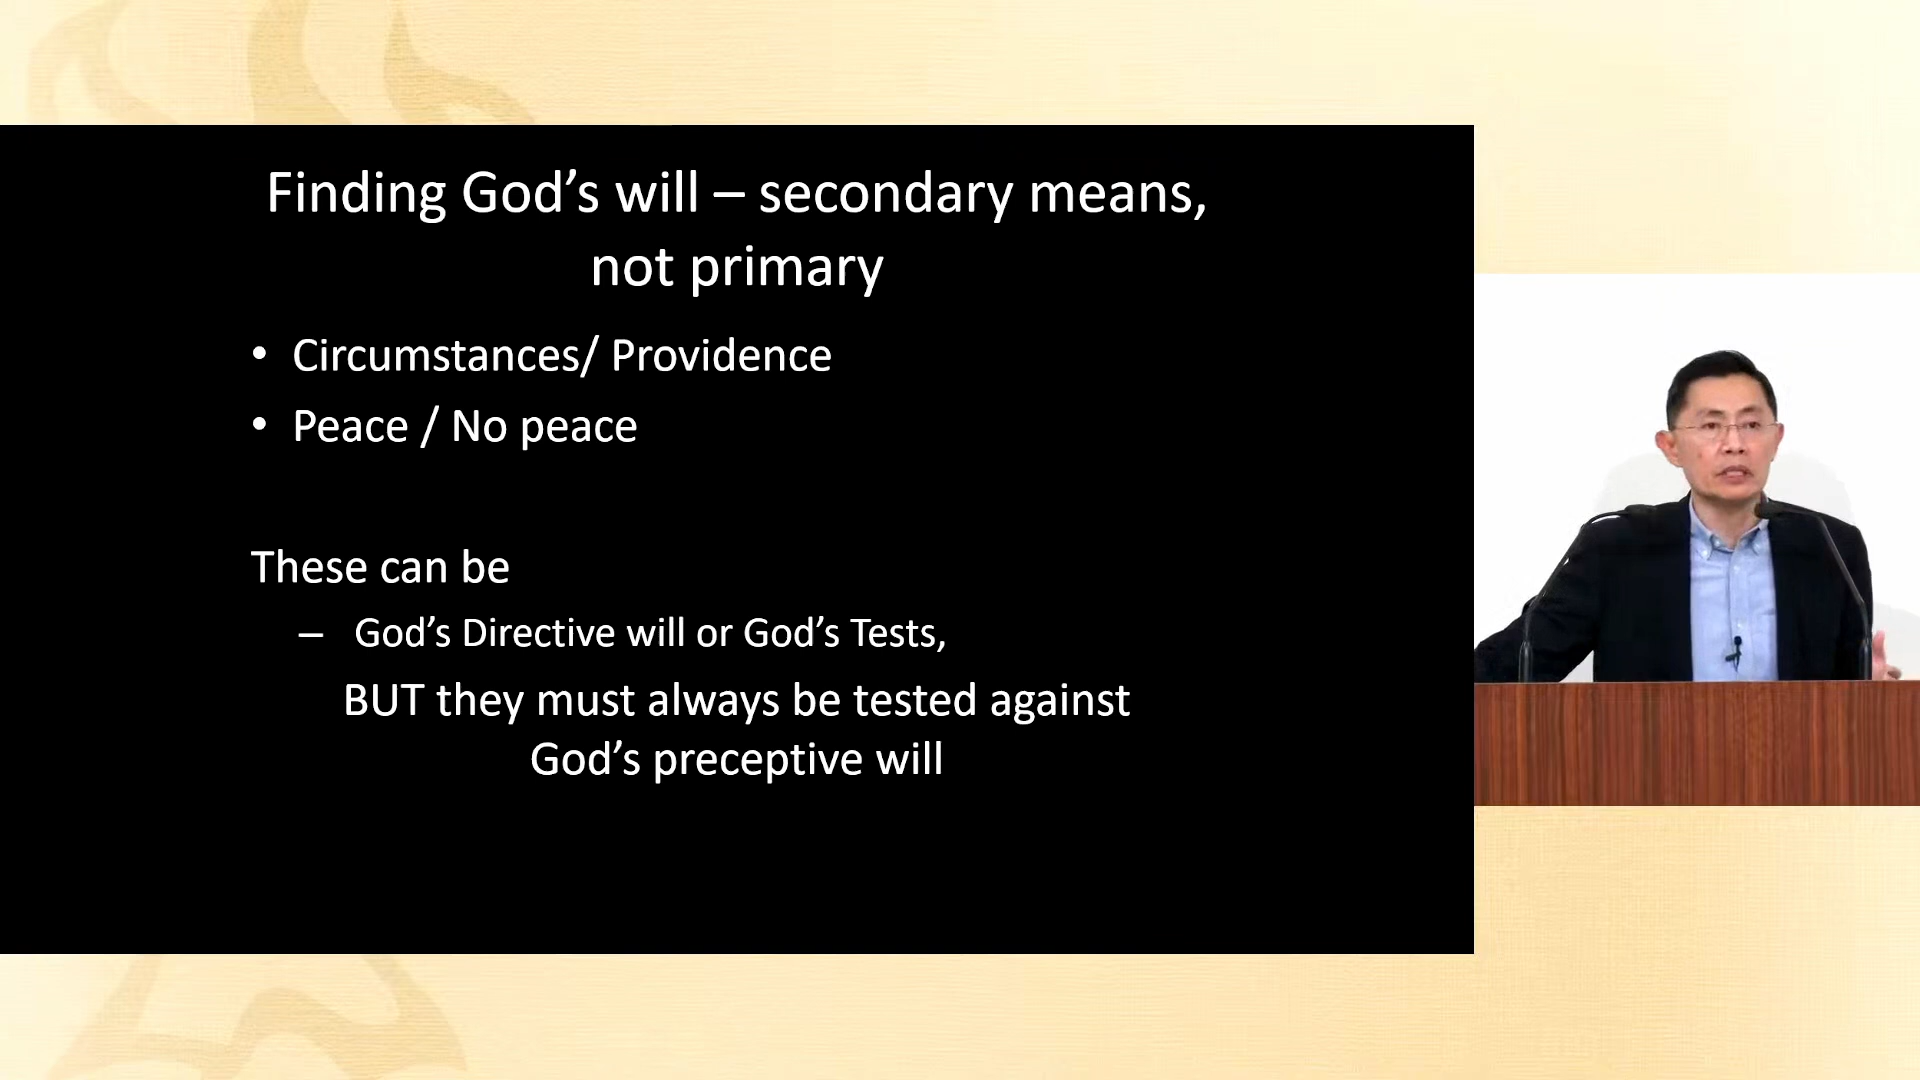 Finding God’s will – secondary means,
not primary
• Circumstances/ Providence
• Peace / No peace
These can be
– God’s Directive will or God’s Tests,
BUT they must always be tested against
God’s preceptive will